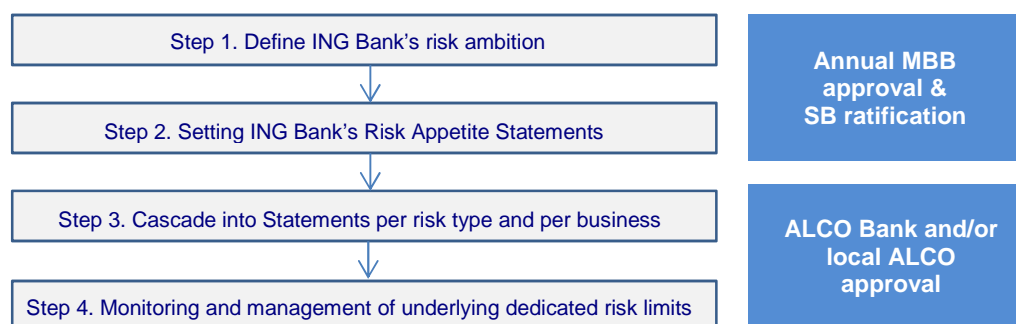 Step 1. Define ING Bank's risk ambition
Annual MBB
approval &
SB ratification
Step 2. Setting ING Bank's Risk Appetite Statements
Step 3. Cascade into Statements per risk type and per business
ALCO Bank and/or
local ALCO
approval
Step 4. Monitoring and management of underlying dedicated risk limits